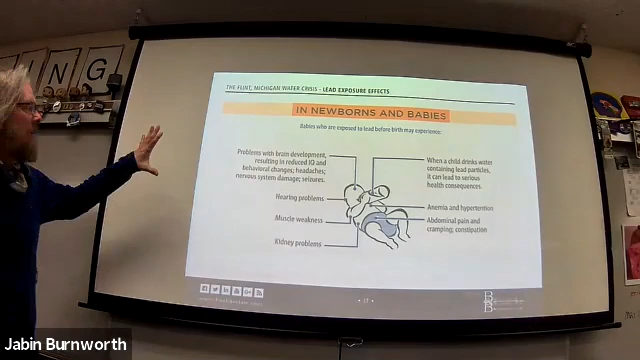 ING
THE FLINT, MICHIGAN WATER CRISIS - LEAD EXPOSURE EFFECTS
IN NEWBORNS AND BABIES
Babies who are exposed to lead before birth may experience:
Problems with brain development,
resulting in reduced IQ and
behavioral changes; headaches;
nervous system damage; seizures.
Hearing problems
Muscle weakness
Kidney problems
When a child drinks water
containing lead particles,
it can lead to serious
health consequences.
Anemia and hypertention
Abdominal pain and
cramping; constipation
• 17 •
Jabin Burnworth